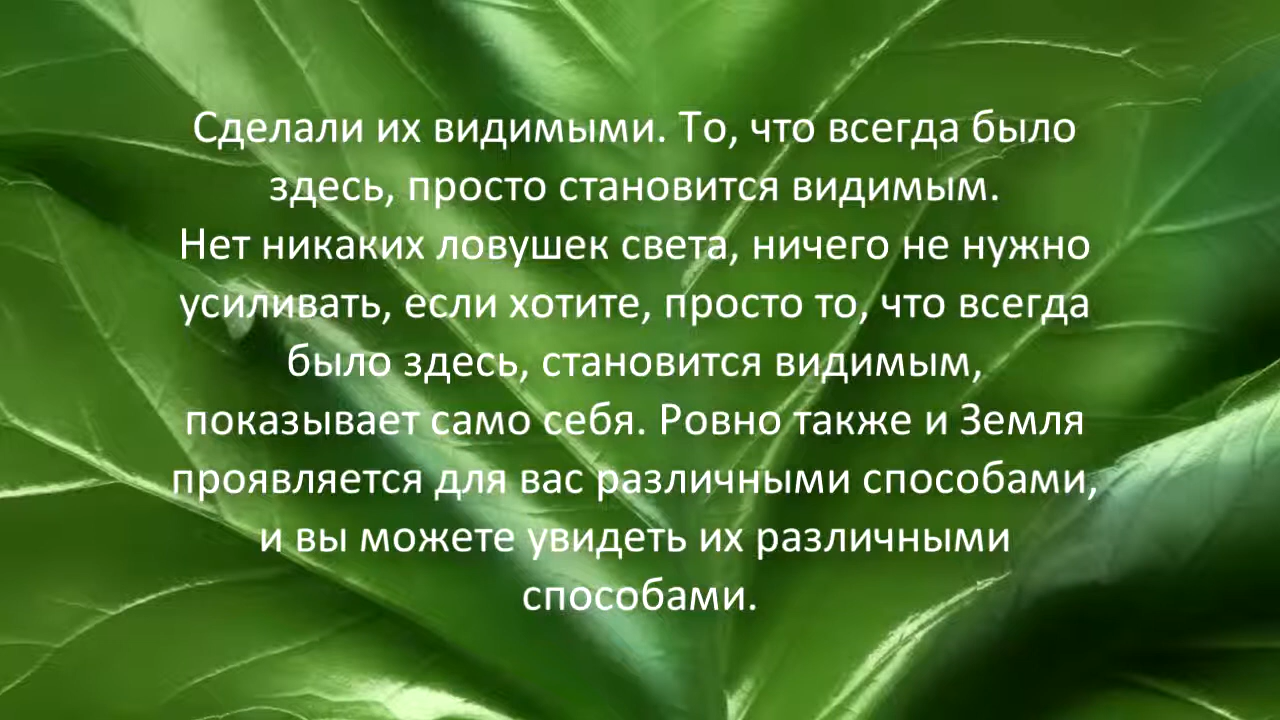 Сделали их видимыми. То, что всегда было
здесь, просто становится видимым.
Нет никаких ловушек света, ничего не нужно
усиливать, если хотите, просто то, что всегда
было здесь, становится видимым,
показывает само себя. Ровно также и Земля
проявляется для вас различными способами,
и вы можете увидеть их различными
способами.